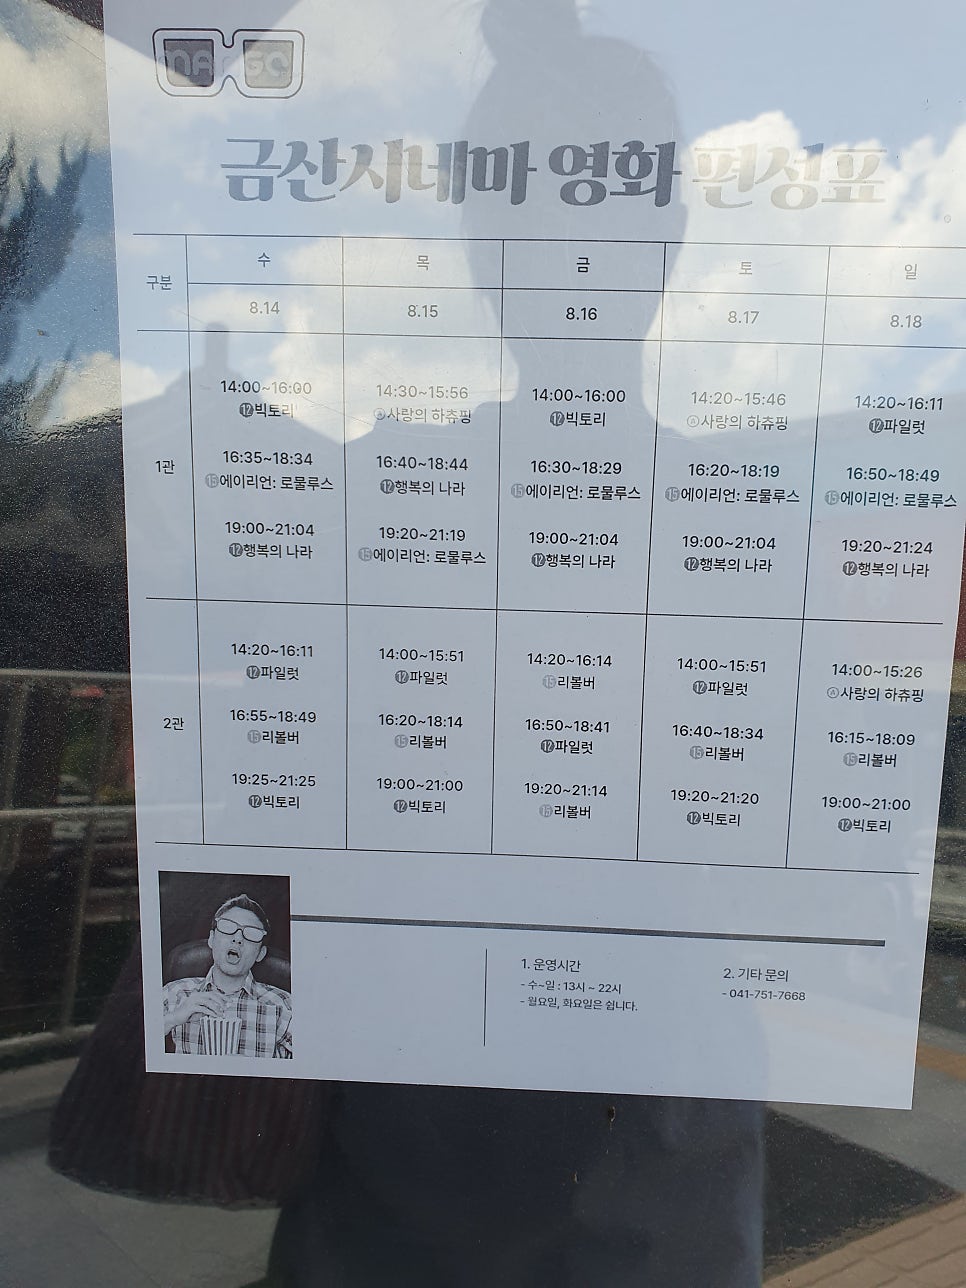 MANGO
금산시네마 영화 편성표
구분 수 목 금 토 일
8.14 8.15 8.16 8.17 8.18
1관
14:00~16:00 14:30~15:56 14:00~16:00 14:20~15:46 14:20~16:11
⑫빅토리 Ⓐ사랑의 하츄핑 ⑫빅토리 Ⓐ사랑의 하츄핑 ⑫파일럿
16:35~18:34 16:40~18:44 16:30~18:29 16:20~18:19 16:50~18:49
⑮에이리언: 로물루스 ⑫행복의 나라 ⑮에이리언: 로물루스 ⑮에이리언: 로물루스 ⑮에이리언: 로물루스
19:00~21:04 19:20~21:19 19:00~21:04 19:00~21:04 19:20~21:24
⑫행복의 나라 ⑮에이리언: 로물루스 ⑫행복의 나라 ⑫행복의 나라 ⑫행복의 나라
2관
14:20~16:11 14:00~15:51 14:20~16:14 14:00~15:51 14:00~15:26
⑫파일럿 ⑫파일럿 ⑮리볼버 ⑫파일럿 Ⓐ사랑의 하츄핑
16:55~18:49 16:20~18:14 16:50~18:41 16:40~18:34 16:15~18:09
⑮리볼버 ⑮리볼버 ⑫파일럿 ⑮리볼버 ⑮리볼버
19:25~21:25 19:00~21:00 19:20~21:14 19:20~21:20 19:00~21:00
⑫빅토리 ⑫빅토리 ⑮리볼버 ⑫빅토리 ⑫빅토리
1. 운영시간
- 수~일 : 13시 ~ 22시
- 월요일, 화요일은 쉽니다.
2. 기타 문의
- 041-751-7668